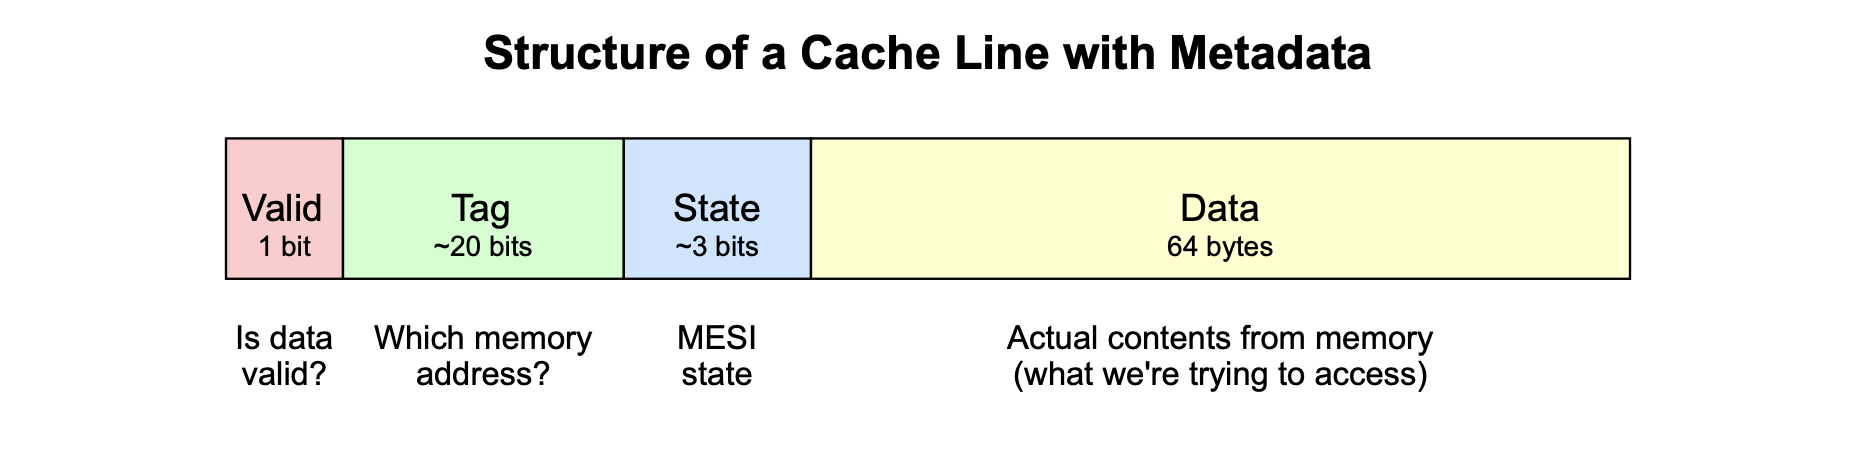 Structure of a Cache Line with Metadata
Valid
1 bit
Tag
~20 bits
State
~3 bits
Data
64 bytes
Is data
valid?
Which memory
address?
MESI
state
Actual contents from memory
(what we're trying to access)